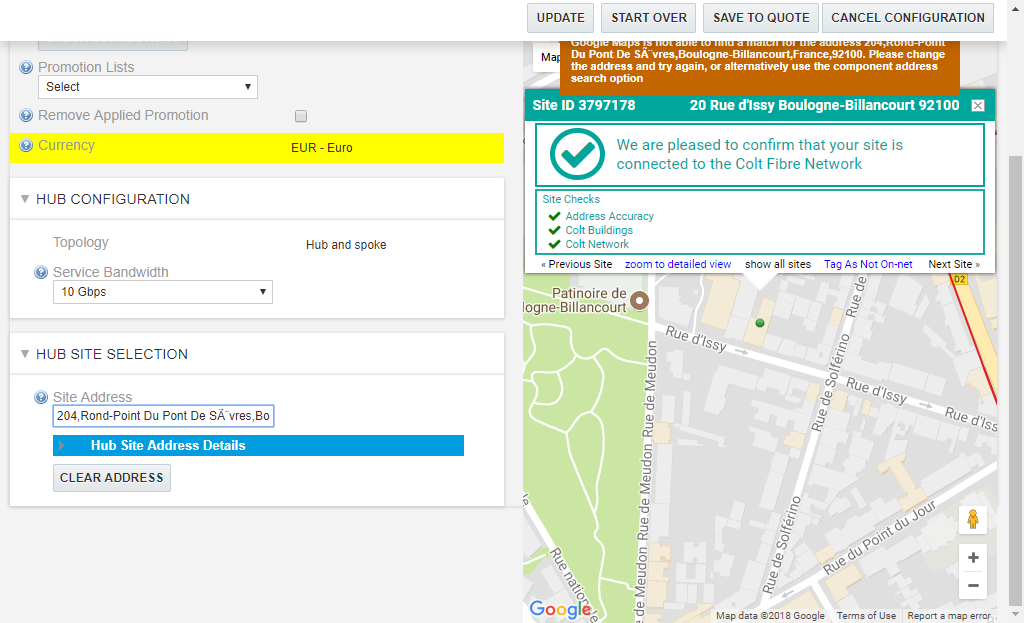 UPDATE
START OVER
SAVE TO QUOTE
CANCEL CONFIGURATION
Promotion Lists
Select
Remove Applied Promotion
Currency
EUR - Euro
HUB CONFIGURATION
Topology
Hub and spoke
Service Bandwidth
10 Gbps
HUB SITE SELECTION
Site Address
204,Rond-Point Du Pont De SÃ¨vres,Bo
Hub Site Address Details
CLEAR ADDRESS
Map
Google Maps is not able to find a match for the address 204,Rond-Point
Du Pont De SÃ¨vres,Boulogne-Billancourt,France,92100. Please change
the address and try again, or alternatively use the component address
search option
Site ID 3797178
20 Rue d'Issy Boulogne-Billancourt 92100
We are pleased to confirm that your site is
connected to the Colt Fibre Network
Site Checks
Address Accuracy
Colt Buildings
Colt Network
« Previous Site
zoom to detailed view
show all sites
Tag As Not On-net
Next Site »
D2
Patinoire de
logne-Billancourt
Rue d'Issy
Rue de
Rue de Solférino
Rue d'Issy
Rue d'Iss
Rue de Meudon
Rue de Meudon
Rue de Meudon
Rue de Solférino
Rue du Point du Jour
Rue nationale
Google
Map data ©2018 Google
Terms of Use
Report a map error